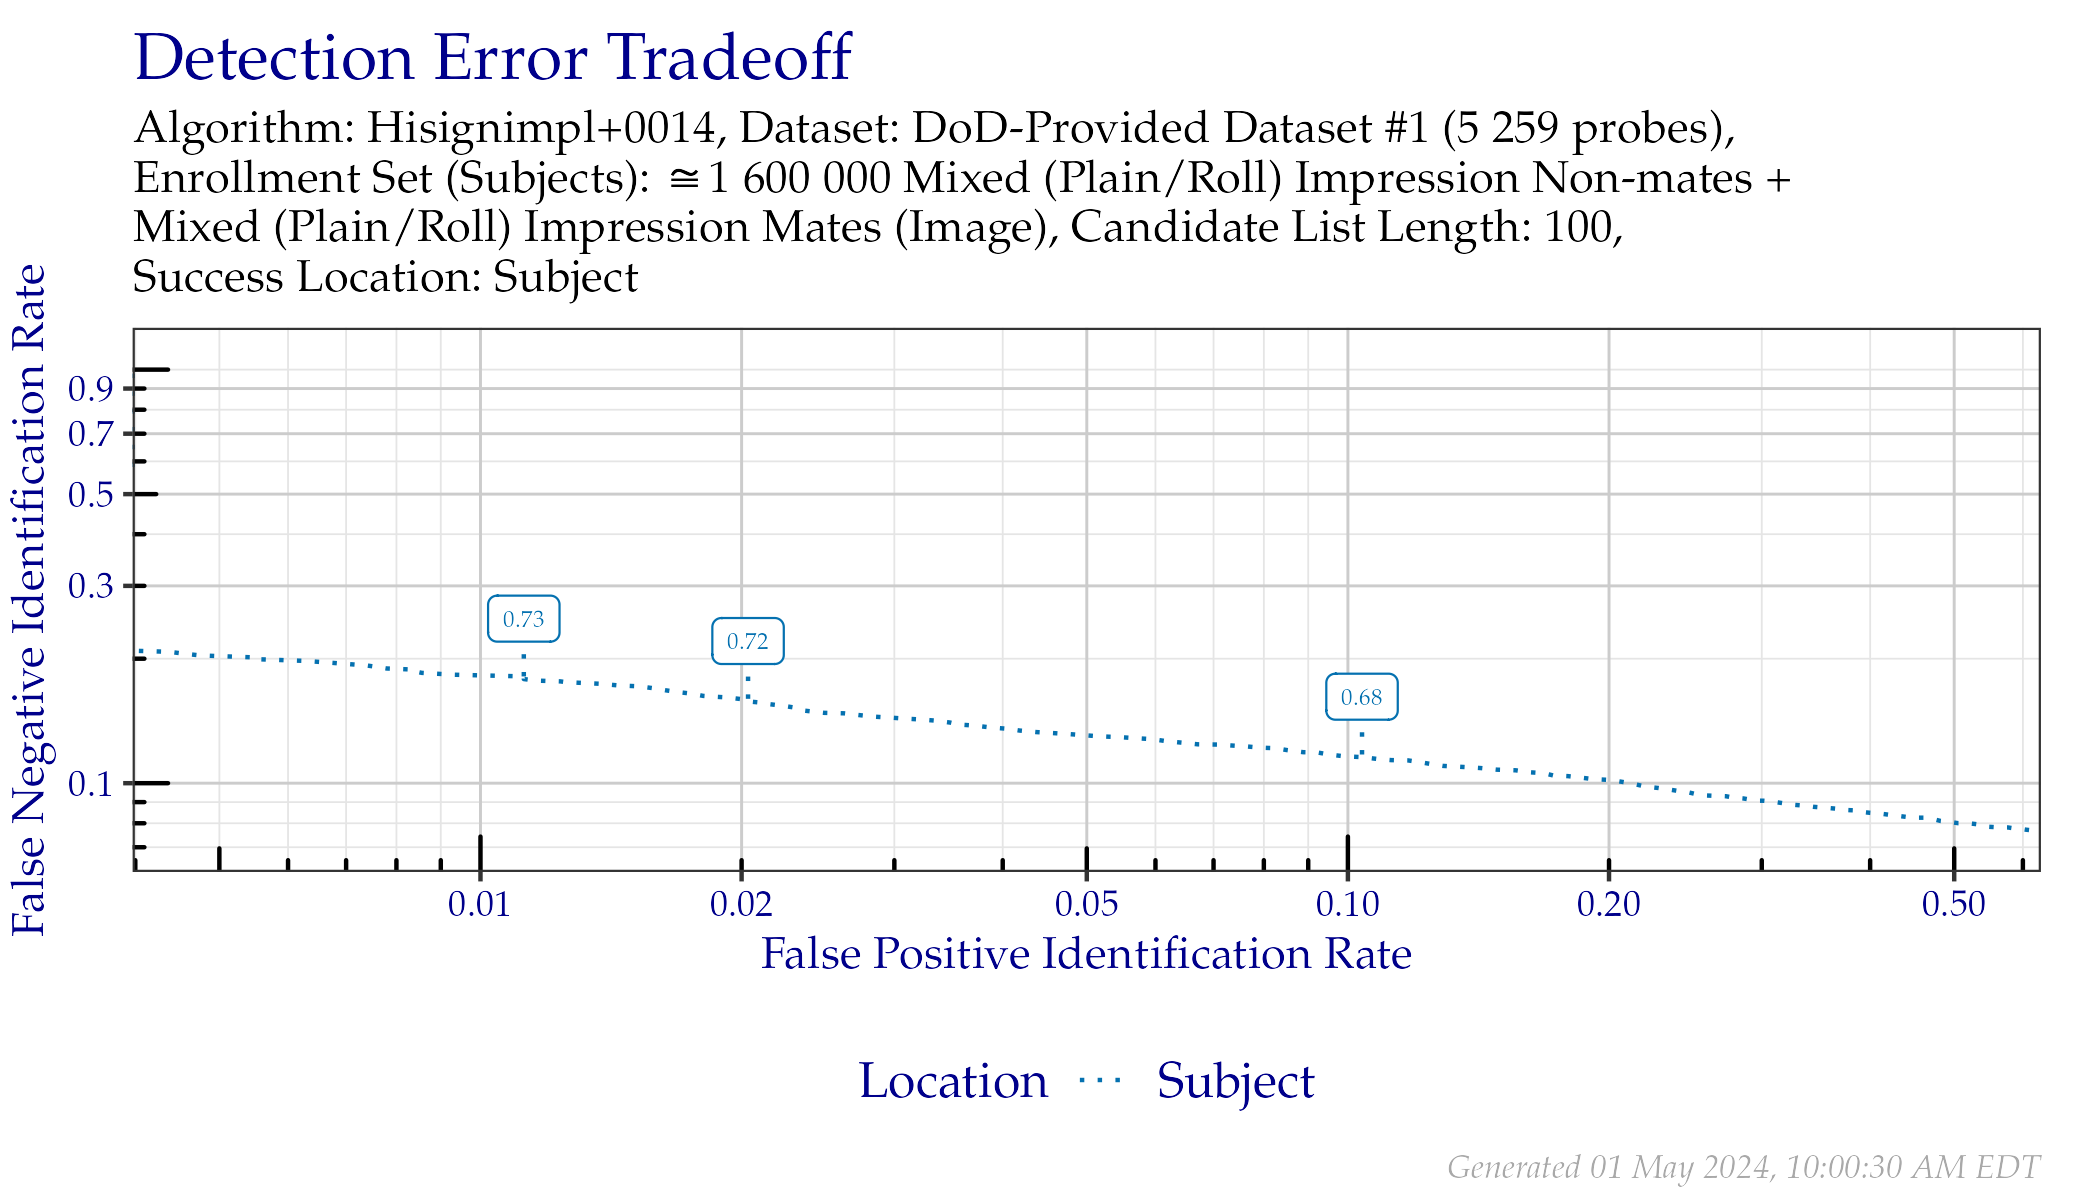 Detection Error Tradeoff
Algorithm: Hisignimpl+0014, Dataset: DoD-Provided Dataset #1 (5 259 probes),
Enrollment Set (Subjects): ≅1 600 000 Mixed (Plain/Roll) Impression Non-mates +
Mixed (Plain/Roll) Impression Mates (Image), Candidate List Length: 100,
Success Location: Subject
False Negative Identification Rate
0.9
0.7
0.5
0.3
0.1
0.73
0.72
0.68
0.01 0.02 0.05 0.10 0.20 0.50
False Positive Identification Rate
Location Subject
Generated 01 May 2024, 10:00:30 AM EDT